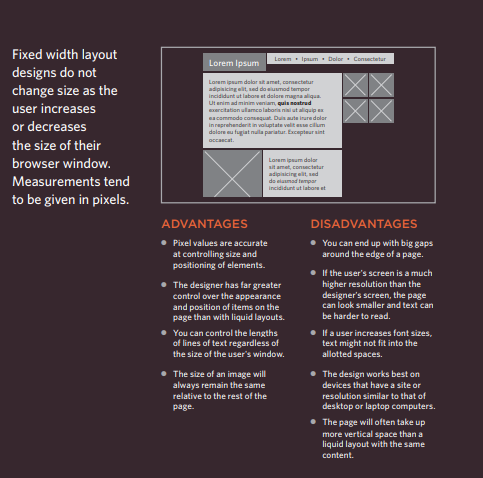 Fixed width layout
designs do not
change size as the
user increases
or decreases
the size of their
browser window.
Measurements tend
to be given in pixels.
Lorem Ipsum
Lorem • Ipsum • Dolor • Consectetur
Lorem ipsum dolor sit amet, consectetur
adipisicing elit, sed do eiusmod tempor
incididunt ut labore et dolore magna aliqua.
Ut enim ad minim veniam, quis nostrud
exercitation ullamco laboris nisi ut aliquip ex
ea commodo consequat. Duis aute irure dolor
in reprehenderit in voluptate velit esse cillum
dolore eu fugiat nulla pariatur. Excepteur sint
occaecat.
Lorem ipsum dolor
sit amet, consectetur
adipisicing elit, sed
do eiusmod tempor
incididunt ut labore et
ADVANTAGES
• Pixel values are accurate
at controlling size and
positioning of elements.
• The designer has far greater
control over the appearance
and position of items on the
page than with liquid layouts.
• You can control the lengths
of lines of text regardless of
the size of the user's window.
• The size of an image will
always remain the same
relative to the rest of the
page.
DISADVANTAGES
• You can end up with big gaps
around the edge of a page.
• If the user's screen is a much
higher resolution than the
designer's screen, the page
can look smaller and text can
be harder to read.
• If a user increases font sizes,
text might not fit into the
allotted spaces.
• The design works best on
devices that have a site or
resolution similar to that of
desktop or laptop computers.
• The page will often take up
more vertical space than a
liquid layout with the same
content.